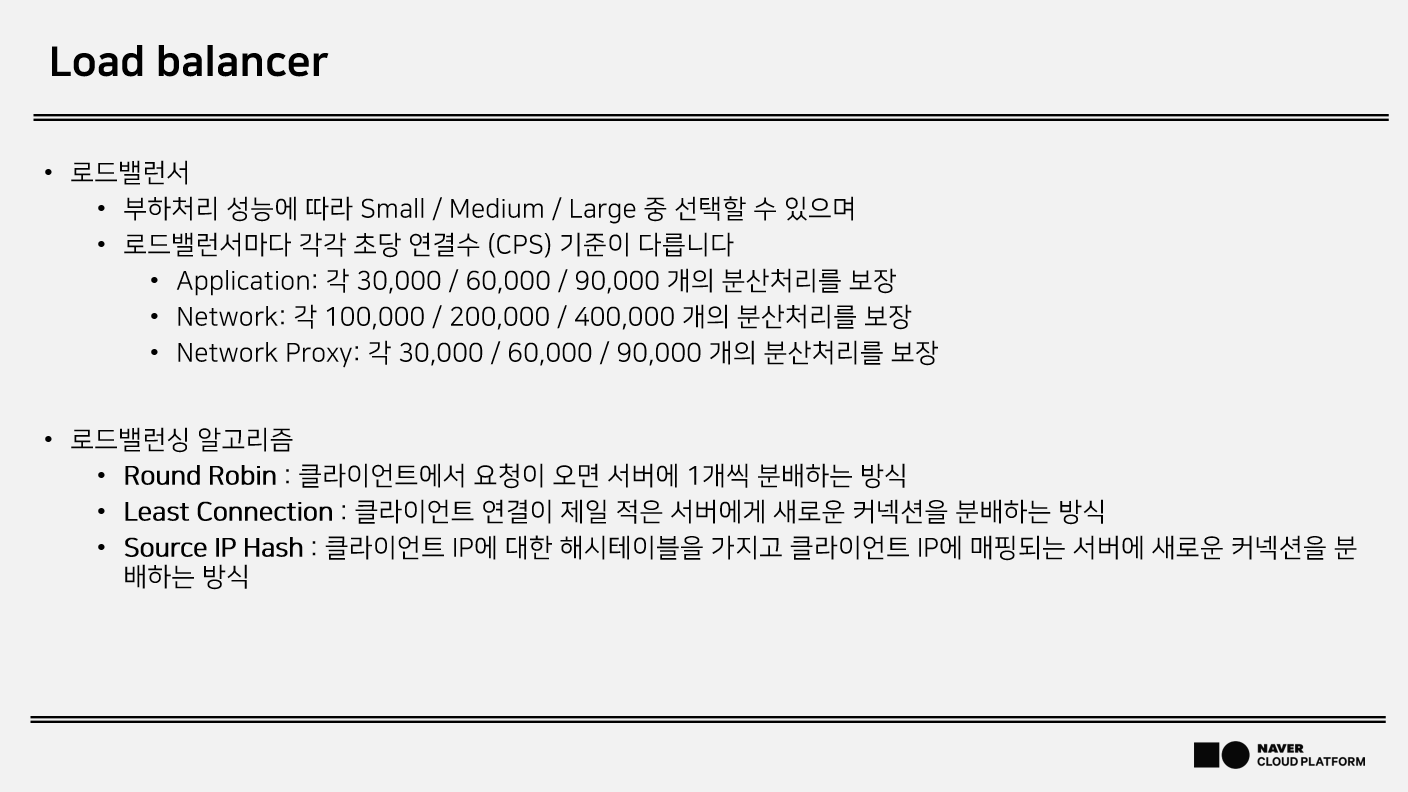 Load balancer
• 로드밸런서
• 부하처리 성능에 따라 Small / Medium / Large 중 선택할 수 있으며
• 로드밸런서마다 각각 초당 연결수 (CPS) 기준이 다릅니다
• Application: 각 30,000 / 60,000 / 90,000 개의 분산처리를 보장
• Network: 각 100,000 / 200,000 / 400,000 개의 분산처리를 보장
• Network Proxy: 각 30,000 / 60,000 / 90,000 개의 분산처리를 보장
• 로드밸런싱 알고리즘
• Round Robin : 클라이언트에서 요청이 오면 서버에 1개씩 분배하는 방식
• Least Connection : 클라이언트 연결이 제일 적은 서버에게 새로운 커넥션을 분배하는 방식
• Source IP Hash : 클라이언트 IP에 대한 해시테이블을 가지고 클라이언트 IP에 매핑되는 서버에 새로운 커넥션을 분
배하는 방식
NAVER
CLOUD PLATFORM